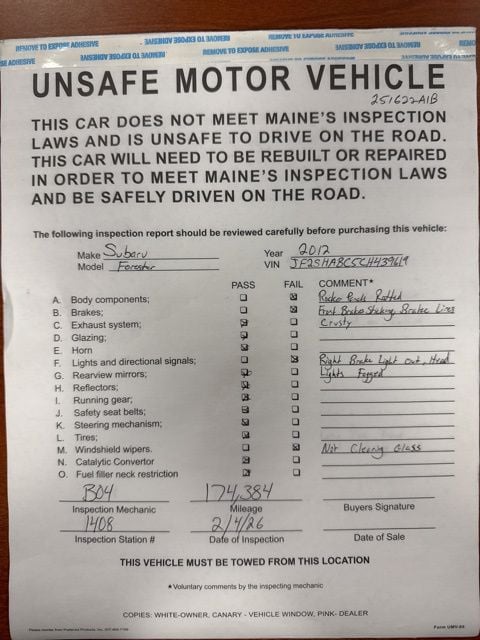 REMOVE TO EXPOSE ADHESIVE
UNSAFE MOTOR VEHICLE
251622A1B
THIS CAR DOES NOT MEET MAINE'S INSPECTION
LAWS AND IS UNSAFE TO DRIVE ON THE ROAD.
THIS CAR WILL NEED TO BE REBUILT OR REPAIRED
IN ORDER TO MEET MAINE'S INSPECTION LAWS
AND BE SAFELY DRIVEN ON THE ROAD.
The following inspection report should be reviewed carefully before purchasing this vehicle:
Make Subaru Year 2012
Model Forester VIN JF2SHABC5CH439619
PASS FAIL COMMENT*
A. Body components; Rocker Panels Rotted
B. Brakes; Front Brake Sticking, Brake Lines
C. Exhaust system; Crusty
D. Glazing;
E. Horn
F. Lights and directional signals; Right Brake Light out, Head
G. Rearview mirrors; Lights Fogged
H. Reflectors;
I. Running gear;
J. Safety seat belts;
K. Steering mechanism;
L. Tires;
M. Windshield wipers. Not Cleaning Glass
N. Catalytic Convertor
O. Fuel filler neck restriction
B04 174,384
Inspection Mechanic Mileage Buyers Signature
1408 2/4/26
Inspection Station # Date of Inspection Date of Sale
THIS VEHICLE MUST BE TOWED FROM THIS LOCATION
*Voluntary comments by the inspecting mechanic
COPIES: WHITE-OWNER, CANARY - VEHICLE WINDOW, PINK- DEALER